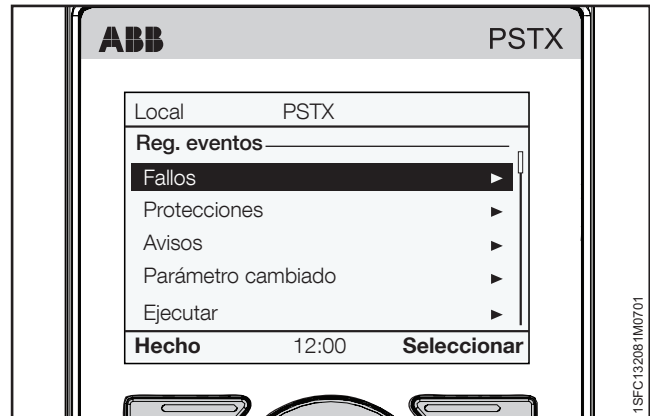 ABB PSTX
Local PSTX
Reg. eventos
Fallos
Protecciones
Avisos
Parámetro cambiado
Ejecutar
Hecho 12:00 Seleccionar
1SFC132081M0701